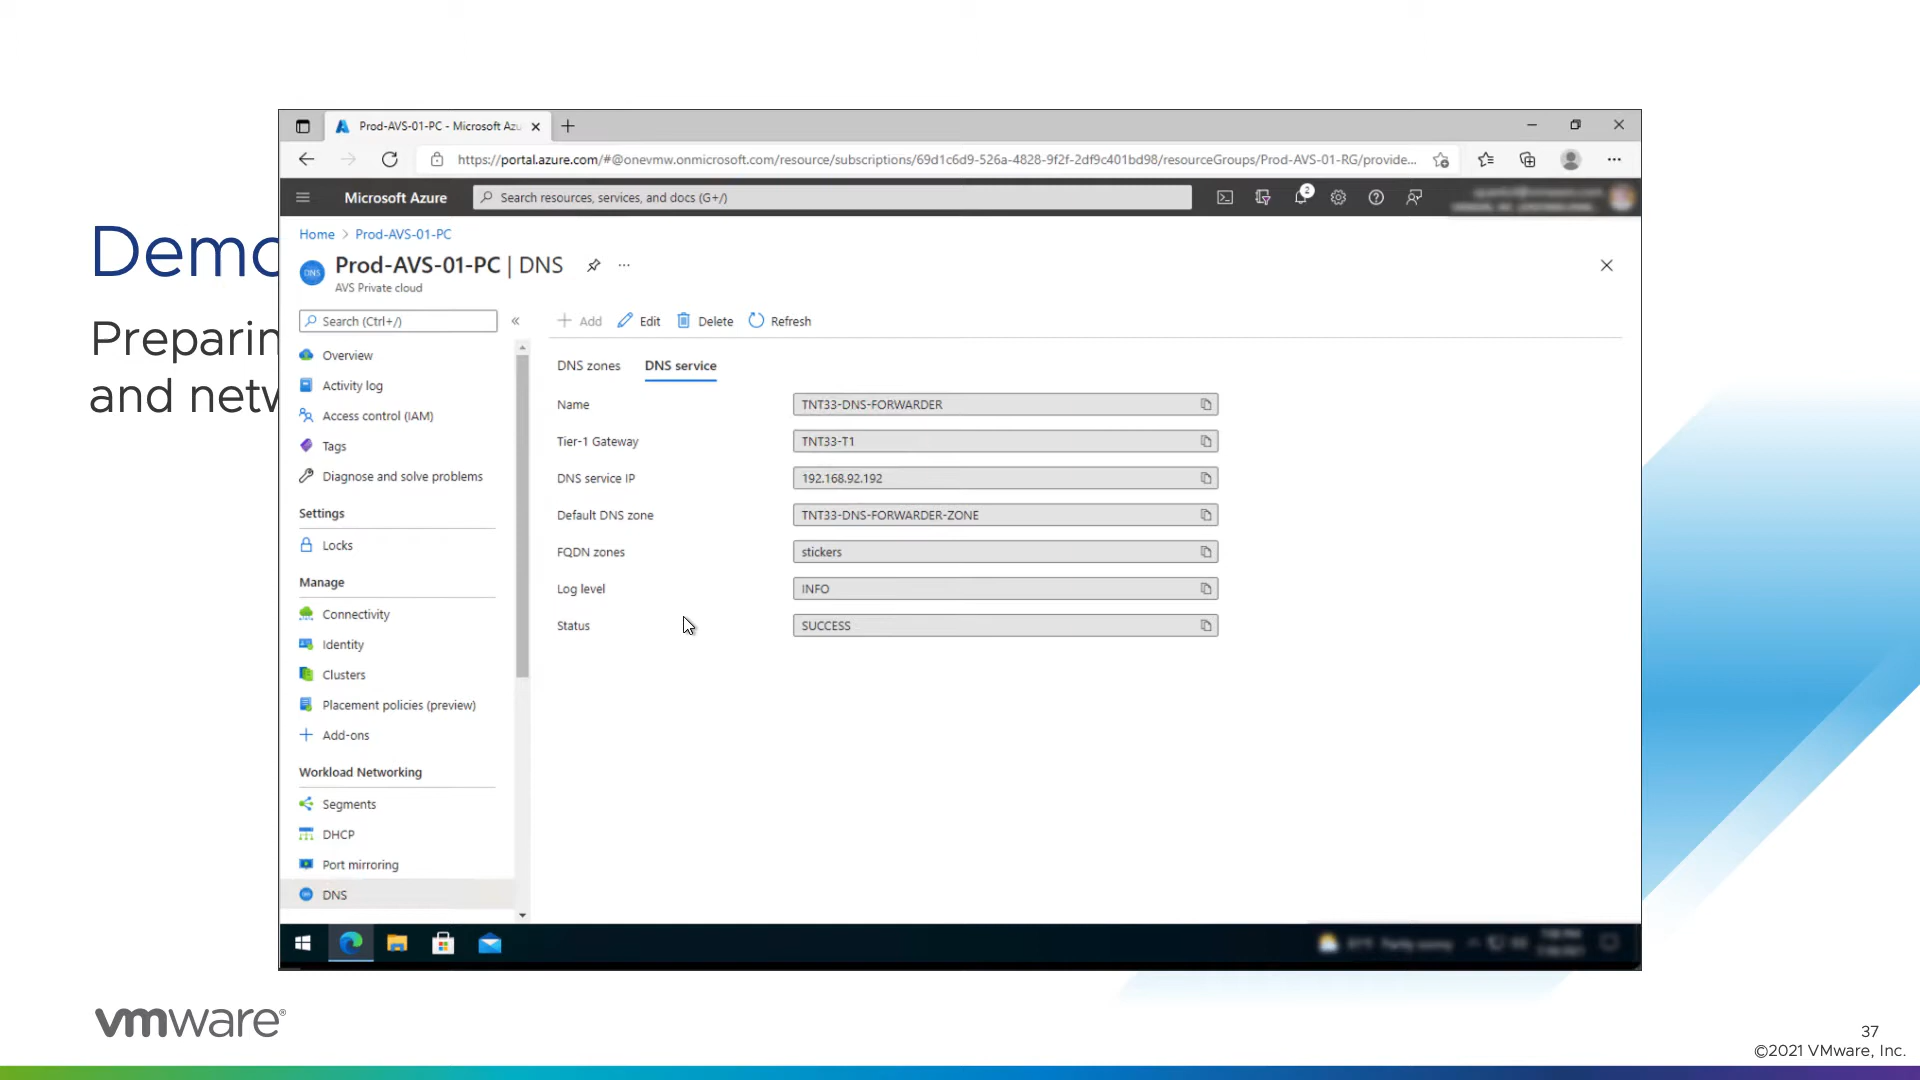 Demo
Preparin
and netw
Prod-AVS-01-PC - Microsoft Azu
https://portal.azure.com/#@onevmw.onmicrosoft.com/resource/subscriptions/69d1c6d9-526a-4828-9f2f-2df9c401bd98/resourceGroups/Prod-AVS-01-RG/provide...
Microsoft Azure
Search resources, services, and docs (G+/)
2
Home > Prod-AVS-01-PC
DNS
Prod-AVS-01-PC | DNS
AVS Private cloud
Search (Ctrl+/)
Overview
Activity log
Access control (IAM)
Tags
Diagnose and solve problems
Settings
Locks
Manage
Connectivity
Identity
Clusters
Placement policies (preview)
Add-ons
Workload Networking
Segments
DHCP
Port mirroring
DNS
Add Edit Delete Refresh
DNS zones DNS service
Name TNT33-DNS-FORWARDER
Tier-1 Gateway TNT33-T1
DNS service IP 192.168.92.192
Default DNS zone TNT33-DNS-FORWARDER-ZONE
FQDN zones stickers
Log level INFO
Status SUCCESS
vmware®
37
©2021 VMware, Inc.